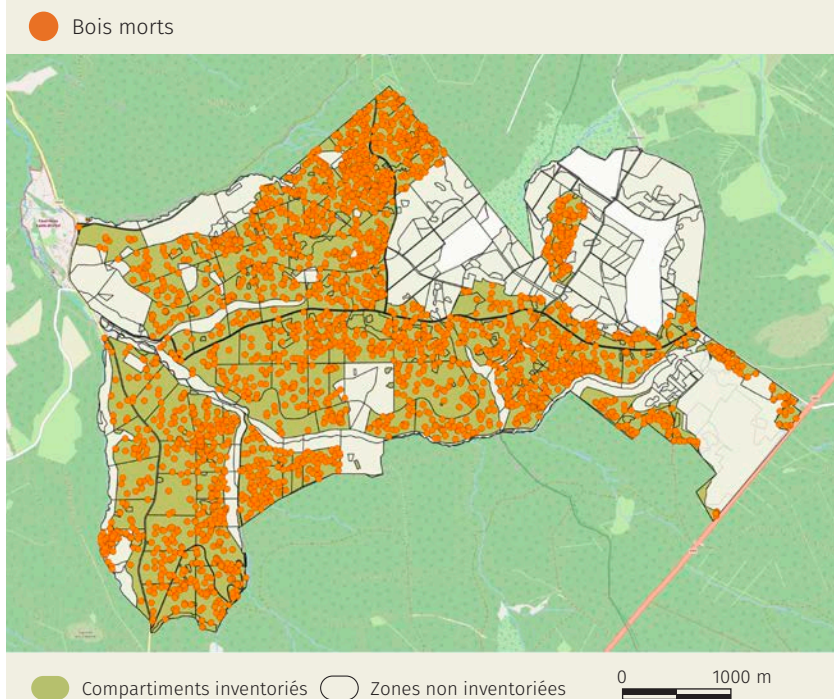 Bois morts
Compartiments inventoriés
Zones non inventoriées
0
1000 m